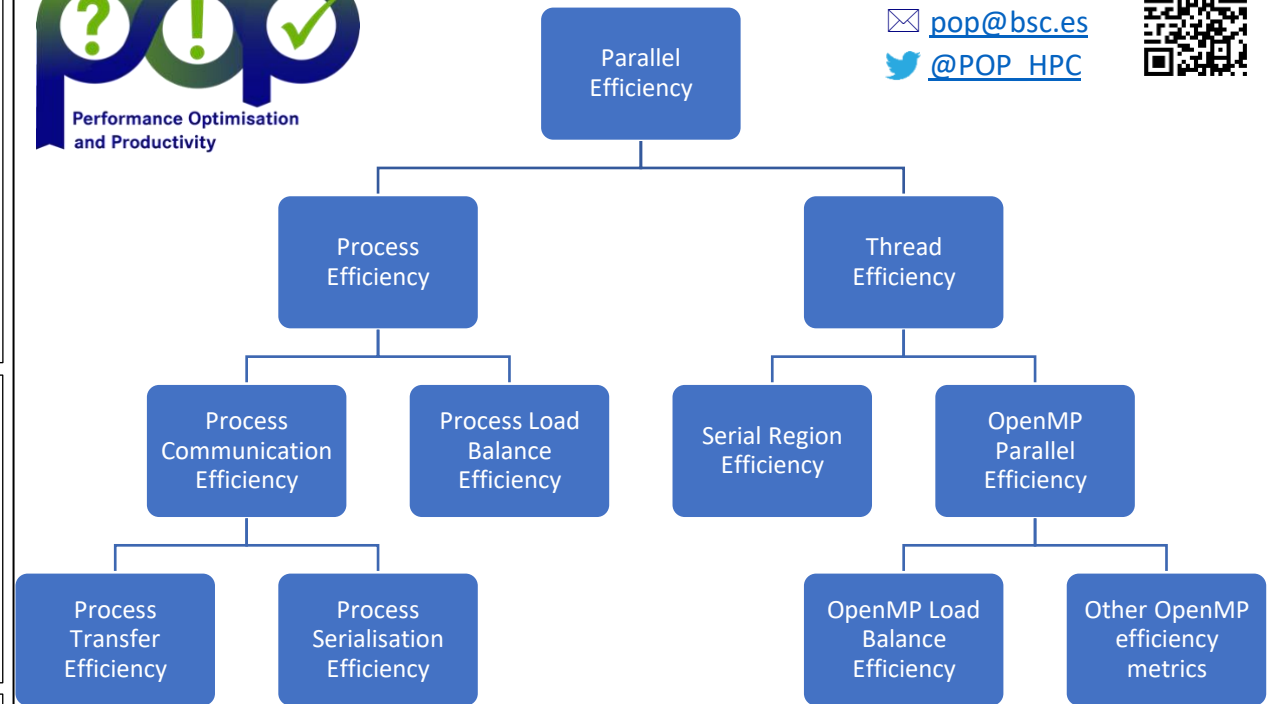 ? ! ✓
pop
Performance Optimisation
and Productivity
pop@bsc.es
@POP_HPC
Parallel
Efficiency
Process
Efficiency
Thread
Efficiency
Process
Communication
Efficiency
Process Load
Balance
Efficiency
Serial Region
Efficiency
OpenMP
Parallel
Efficiency
Process
Transfer
Efficiency
Process
Serialisation
Efficiency
OpenMP Load
Balance
Efficiency
Other OpenMP
efficiency
metrics